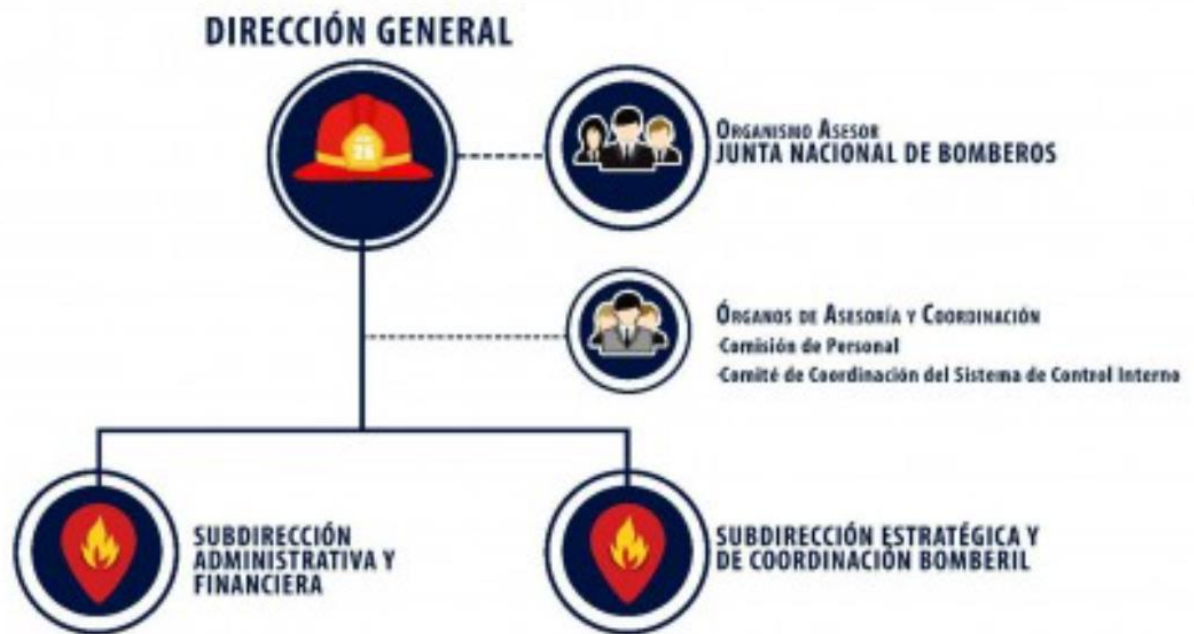 DIRECCIÓN GENERAL
ORGANISMO ASESOR
JUNTA NACIONAL DE BOMBEROS
ÓRGANOS DE ASESORÍA Y COORDINACIÓN
·Comisión de Personal
·Comité de Coordinación del Sistema de Control Interno
SUBDIRECCIÓN
ADMINISTRATIVA Y
FINANCIERA
SUBDIRECCIÓN ESTRATÉGICA Y
DE COORDINACIÓN BOMBERIL